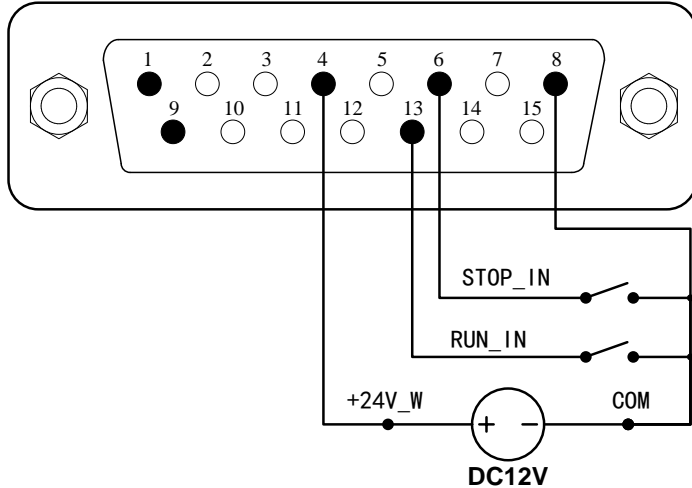 1 2 3 4 5 6 7 8
9 10 11 12 13 14 15
STOP_IN
RUN_IN
+24V_W COM
+ −
DC12V